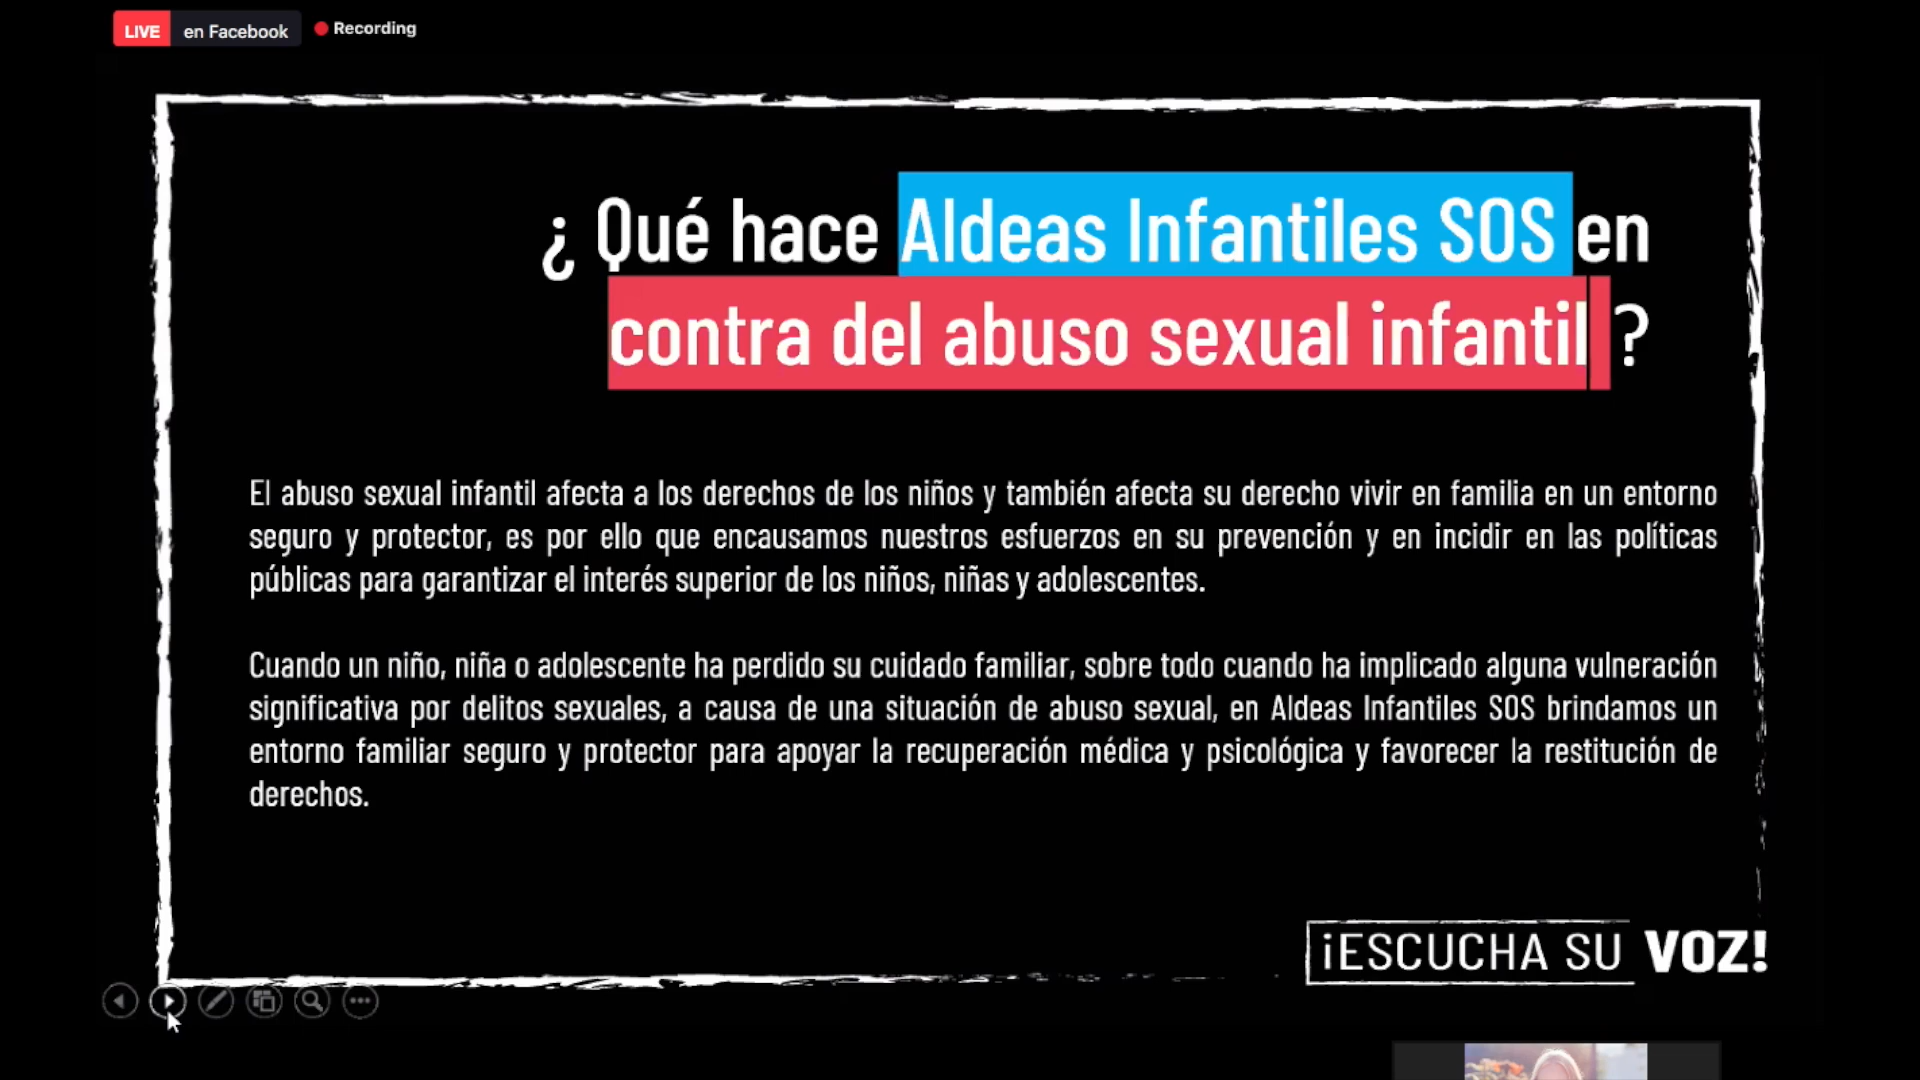 LIVE en Facebook Recording
¿ Qué hace Aldeas Infantiles SOS en
contra del abuso sexual infantil ?
El abuso sexual infantil afecta a los derechos de los niños y también afecta su derecho vivir en familia en un entorno
seguro y protector, es por ello que encausamos nuestros esfuerzos en su prevención y en incidir en las políticas
públicas para garantizar el interés superior de los niños, niñas y adolescentes.
Cuando un niño, niña o adolescente ha perdido su cuidado familiar, sobre todo cuando ha implicado alguna vulneración
significativa por delitos sexuales, a causa de una situación de abuso sexual, en Aldeas Infantiles SOS brindamos un
entorno familiar seguro y protector para apoyar la recuperación médica y psicológica y favorecer la restitución de
derechos.
¡ESCUCHA SU VOZ!